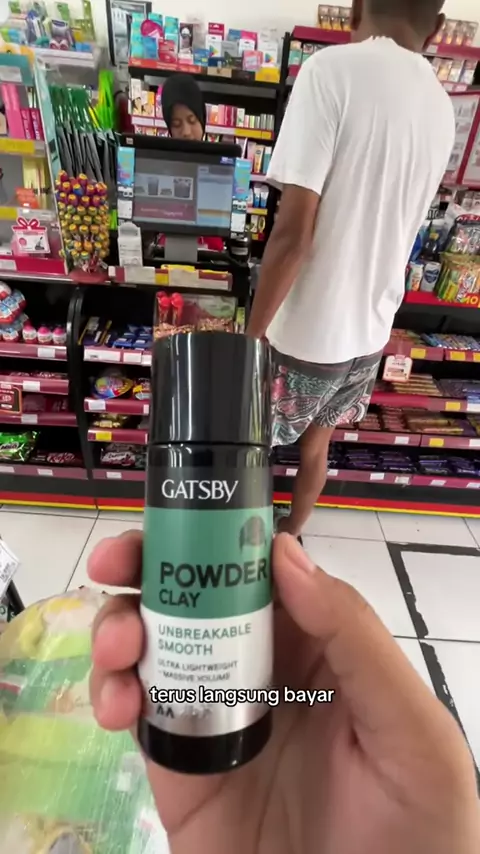 GATSBY
POWDER
CLAY
UNBREAKABLE
SMOOTH
ULTRA LIGHTWEIGHT
MASSIVE VOLUME
terus langsung bayar